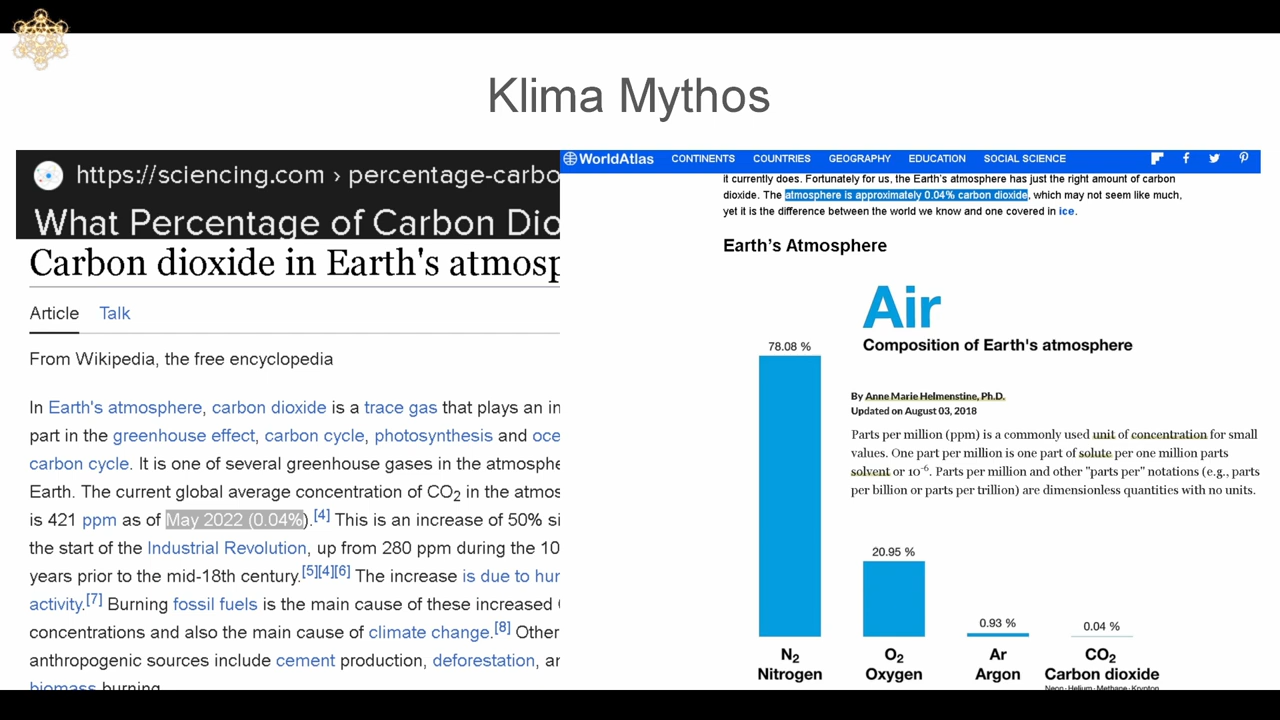 Klima Mythos
https://sciencing.com › percentage-carbo
What Percentage of Carbon Dio
Carbon dioxide in Earth's atmosp
Article Talk
From Wikipedia, the free encyclopedia
In Earth's atmosphere, carbon dioxide is a trace gas that plays an in
part in the greenhouse effect, carbon cycle, photosynthesis and oce
carbon cycle. It is one of several greenhouse gases in the atmosphe
Earth. The current global average concentration of CO2 in the atmos
is 421 ppm as of May 2022 (0.04%).[4] This is an increase of 50% si
the start of the Industrial Revolution, up from 280 ppm during the 10
years prior to the mid-18th century.[5][4][6] The increase is due to hur
activity.[7] Burning fossil fuels is the main cause of these increased
concentrations and also the main cause of climate change.[8] Other
anthropogenic sources include cement production, deforestation, ar
biomass burning.
WorldAtlas CONTINENTS COUNTRIES GEOGRAPHY EDUCATION SOCIAL SCIENCE
it currently does. Fortunately for us, the Earth's atmosphere has just the right amount of carbon
dioxide. The atmosphere is approximately 0.04% carbon dioxide, which may not seem like much,
yet it is the difference between the world we know and one covered in ice.
Earth's Atmosphere
Air
Composition of Earth's atmosphere
By Anne Marie Helmenstine, Ph.D.
Updated on August 03, 2018
Parts per million (ppm) is a commonly used unit of concentration for small
values. One part per million is one part of solute per one million parts
solvent or 10⁻⁶. Parts per million and other "parts per" notations (e.g., parts
per billion or parts per trillion) are dimensionless quantities with no units.
78.08 %
20.95 %
0.93 %
0.04 %
N2 O2 Ar CO2
Nitrogen Oxygen Argon Carbon dioxide
Neon · Helium · Methane · Krypton